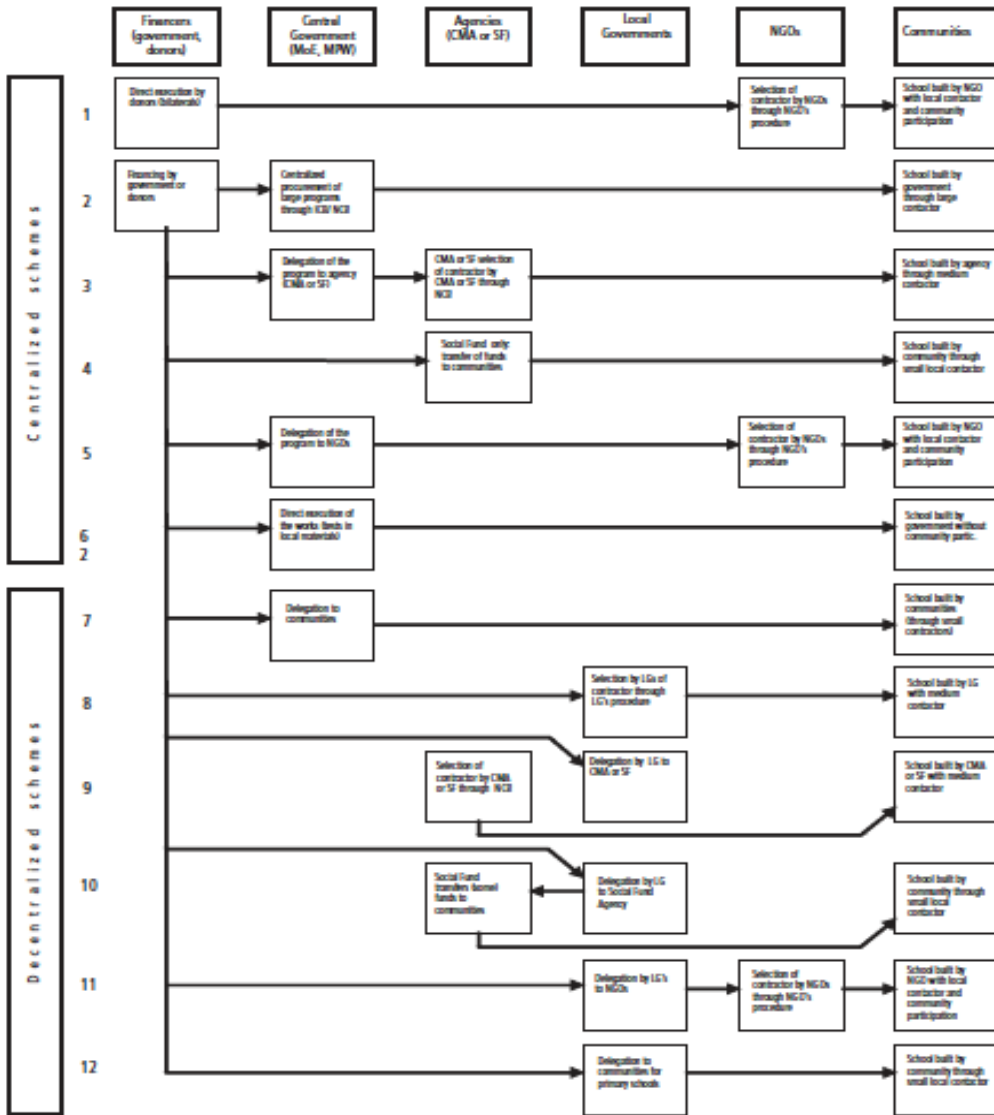 Financers
(government,
donors)
Central
Government
(MoE, MPW)
Agencies
(CMA or SF)
Local
Governments
NGOs
Communities
Centralized schemes
1
Direct execution by
donors (bilaterals)
Selection of
contractor by NGOs
through NGO's
procedure
School built by NGO
with local contactor
and community
participation
2
Financing by
government or
donors
Centralized
procurement of
large programs
through ICB/ NCB
School built by
government
through large
contactor
3
Delegation of the
program to agency
(CMA or SF)
CMA or SF selection
of contractor by
CMA or SF through
NCB
School built by agency
through medium
contactor
4
Social Fund only:
transfer of funds
to communities
School built by
community through
small local contactor
5
Delegation of the
program to NGOs
Selection of
contractor by NGOs
through NGO's
procedure
School built by NGO
with local contactor
and community
participation
6
2
Direct execution of
the works (tests in
local materials)
School built by
government without
community partic.
Decentralized schemes
7
Delegation to
communities
School built by
communities
(through small
contractors)
8
Selection by LGs of
contractor through
LG's procedure
School built by LG
with medium
contactor
9
Selection of
contractor by CMA
or SF through NCB
Delegation by LG to
CMA or SF
School built by CMA
or SF with medium
contactor
10
Social Fund
transfers
funds to
communities
Delegation by LG
to Social Fund
Agency
School built by
community through
small local
contactor
11
Delegation by LG's
to NGOs
Selection of
contractor by NGOs
through NGO's
procedure
School built by
NGO with local
contactor and
community
participation
12
Delegation to
communities for
primary schools
School built by
community through
small local contactor